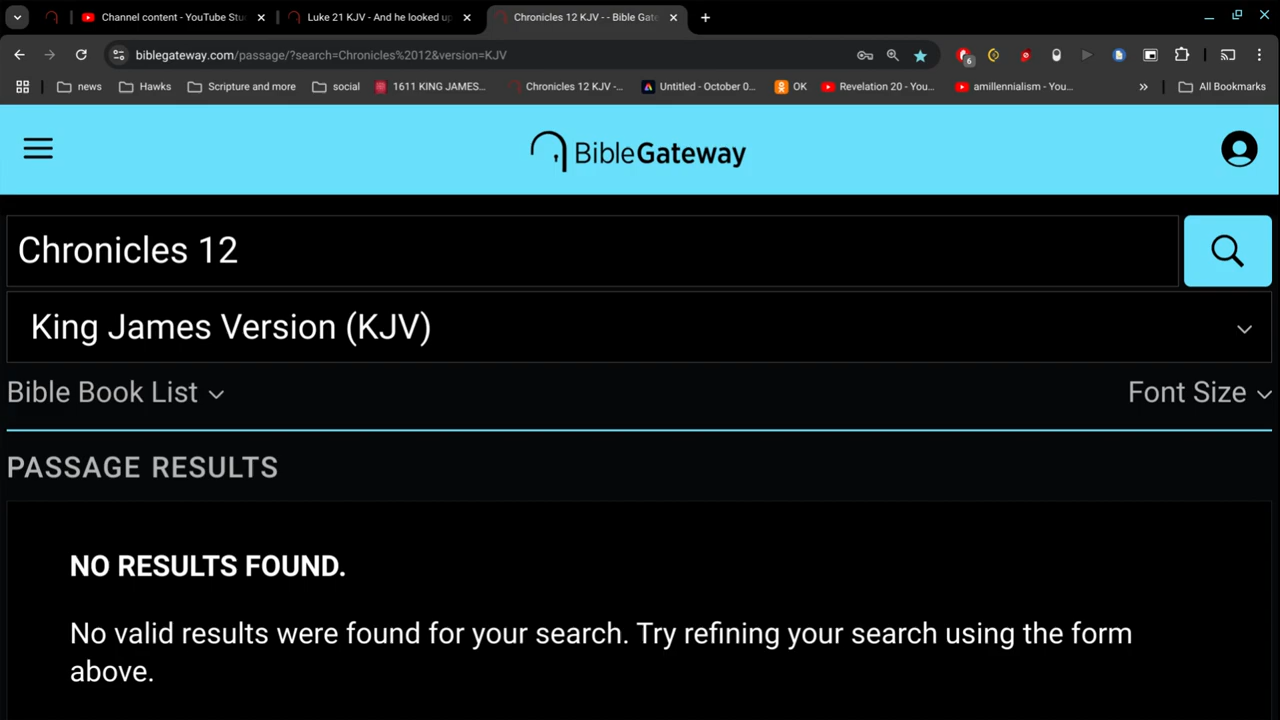 Channel content - YouTube Stu
Luke 21 KJV - And he looked up
Chronicles 12 KJV - - Bible Gate
biblegateway.com/passage/?search=Chronicles%2012&version=KJV
6
news
Hawks
Scripture and more
social
1611 KING JAMES...
Chronicles 12 KJV -...
Untitled - October 0...
OK
Revelation 20 - You...
amillennialism - You...
»
All Bookmarks
BibleGateway
Chronicles 12
King James Version (KJV)
Bible Book List
Font Size
PASSAGE RESULTS
NO RESULTS FOUND.
No valid results were found for your search. Try refining your search using the form
above.